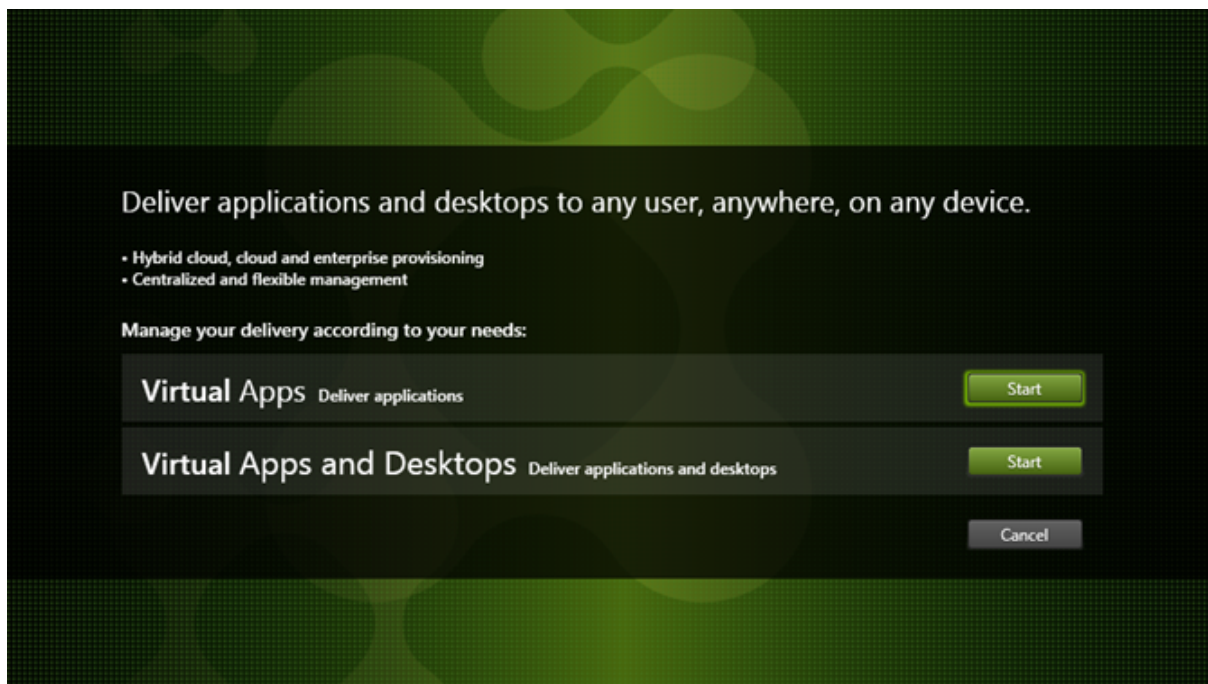 Deliver applications and desktops to any user, anywhere, on any device.
• Hybrid cloud, cloud and enterprise provisioning
• Centralized and flexible management
Manage your delivery according to your needs:
Virtual Apps Deliver applications Start
Virtual Apps and Desktops Deliver applications and desktops Start
Cancel